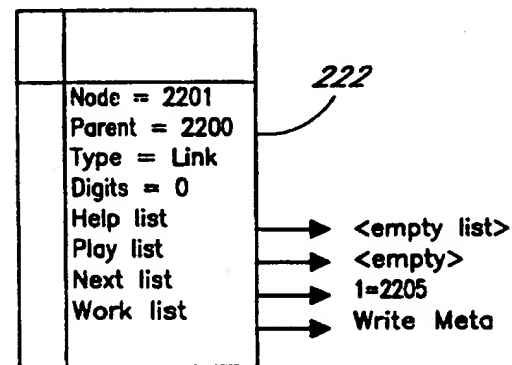 222
Node = 2201
Parent = 2200
Type = Link
Digits = 0
Help list
<empty list>
Play list
<empty>
Next list
1=2205
Work list
Write Meta